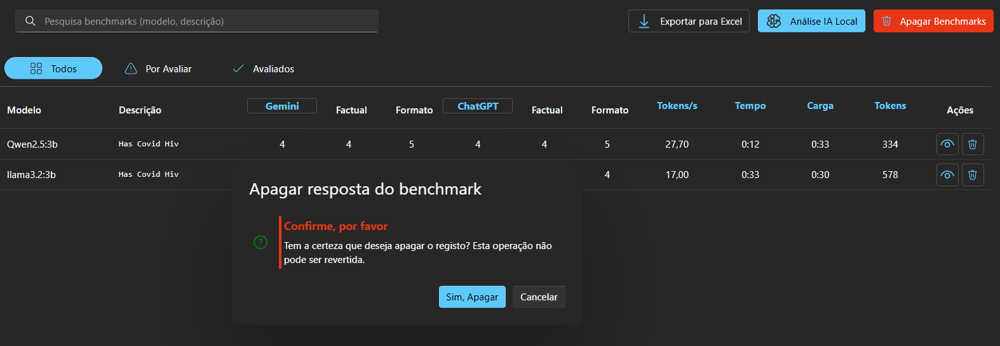 Pesquisa benchmarks (modelo, descrição)
Exportar para Excel
Análise IA Local
Apagar Benchmarks
Todos
Por Avaliar
Avaliados
Modelo Descrição Gemini Factual Formato ChatGPT Factual Formato Tokens/s Tempo Carga Tokens Ações
Qwen2.5:3b Has Covid Hiv 4 4 5 4 4 5 27,70 0:12 0:33 334
llama3.2:3b Has Covid Hiv 4 17,00 0:33 0:30 578
Apagar resposta do benchmark
Confirme, por favor
Tem a certeza que deseja apagar o registo? Esta operação não
pode ser revertida.
Sim, Apagar
Cancelar